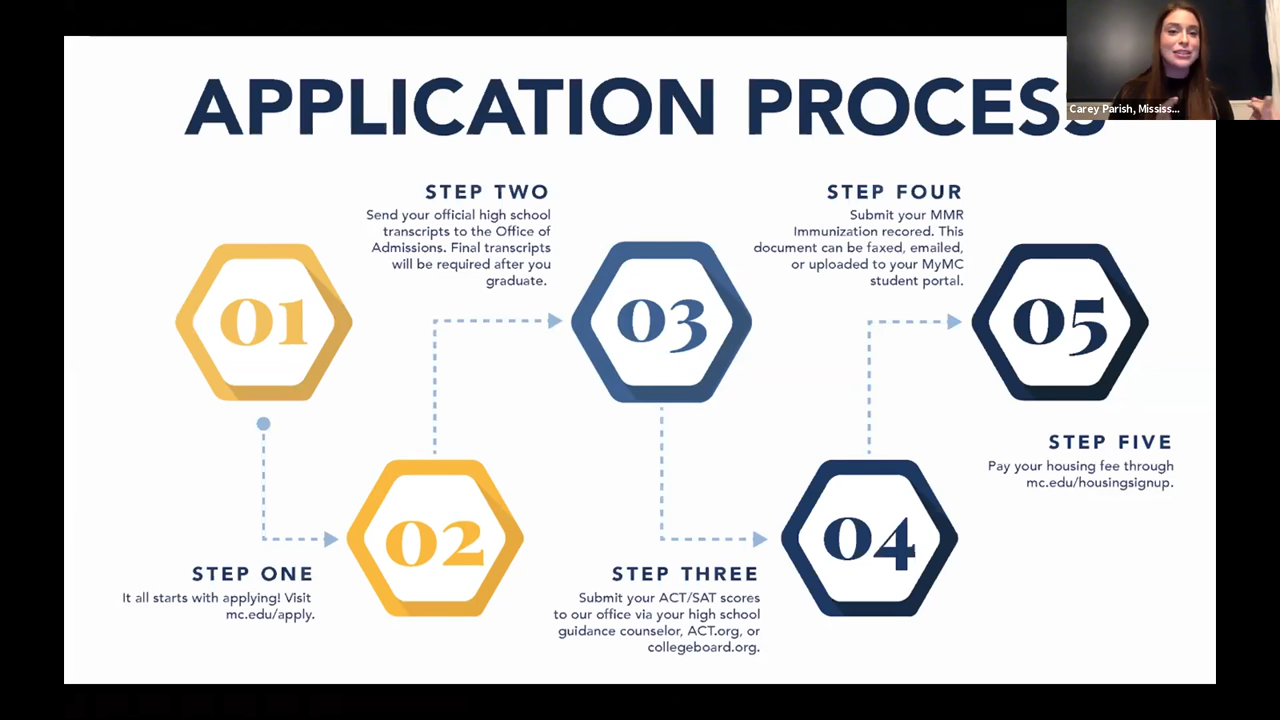 APPLICATION PROCESS
Carey Parish, Mississ...
STEP TWO
Send your official high school
transcripts to the Office of
Admissions. Final transcripts
will be required after you
graduate.
STEP FOUR
Submit your MMR
Immunization recored. This
document can be faxed, emailed,
or uploaded to your MyMC
student portal.
01
03
05
STEP FIVE
Pay your housing fee through
mc.edu/housingsignup.
02
04
STEP ONE
It all starts with applying! Visit
mc.edu/apply.
STEP THREE
Submit your ACT/SAT scores
to our office via your high school
guidance counselor, ACT.org, or
collegeboard.org.